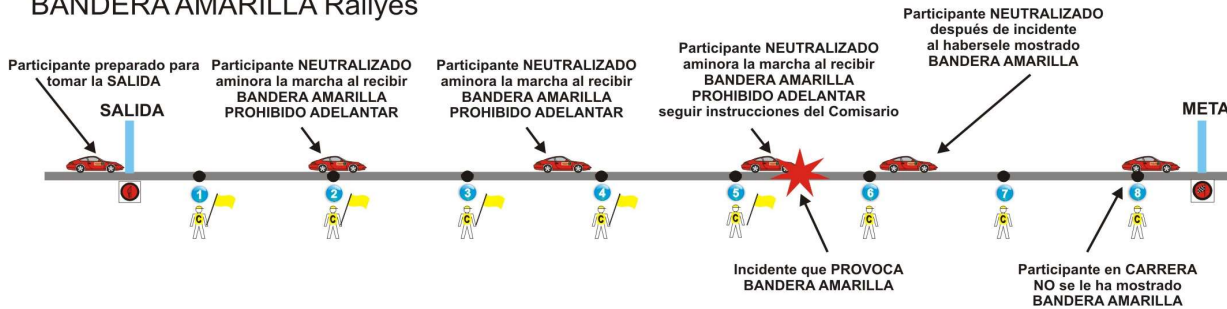 BANDERA AMARILLA Rallyes
Participante preparado para
tomar la SALIDA
SALIDA
Participante NEUTRALIZADO
aminora la marcha al recibir
BANDERA AMARILLA
PROHIBIDO ADELANTAR
Participante NEUTRALIZADO
aminora la marcha al recibir
BANDERA AMARILLA
PROHIBIDO ADELANTAR
Participante NEUTRALIZADO
aminora la marcha al recibir
BANDERA AMARILLA
PROHIBIDO ADELANTAR
seguir instrucciones del Comisario
Participante NEUTRALIZADO
después de incidente
al habersele mostrado
BANDERA AMARILLA
META
1
2
3
4
5
6
7
8
C
C
C
C
C
C
C
C
Incidente que PROVOCA
BANDERA AMARILLA
Participante en CARRERA
NO se le ha mostrado
BANDERA AMARILLA